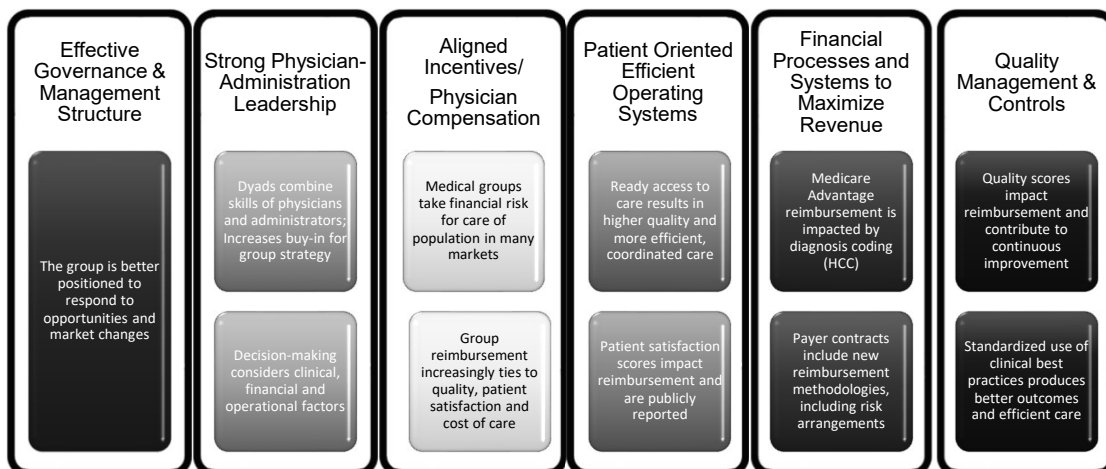 Effective
Governance &
Management
Structure
The group is better
positioned to
respond to
opportunities and
market changes
Strong Physician-
Administration
Leadership
Dyads combine
skills of physicians
and administrators;
Increases buy-in for
group strategy
Decision-making
considers clinical,
financial and
operational factors
Aligned
Incentives/
Physician
Compensation
Medical groups
take financial risk
for care of
population in many
markets
Group
reimbursement
increasingly ties to
quality, patient
satisfaction and
cost of care
Patient Oriented
Efficient
Operating
Systems
Ready access to
care results in
higher quality and
more efficient,
coordinated care
Patient satisfaction
scores impact
reimbursement and
are publicly
reported
Financial
Processes and
Systems to
Maximize
Revenue
Medicare
Advantage
reimbursement is
impacted by
diagnosis coding
(HCC)
Payer contracts
include new
reimbursement
methodologies,
including risk
arrangements
Quality
Management &
Controls
Quality scores
impact
reimbursement and
contribute to
continuous
improvement
Standardized use of
clinical best
practices produces
better outcomes
and efficient care